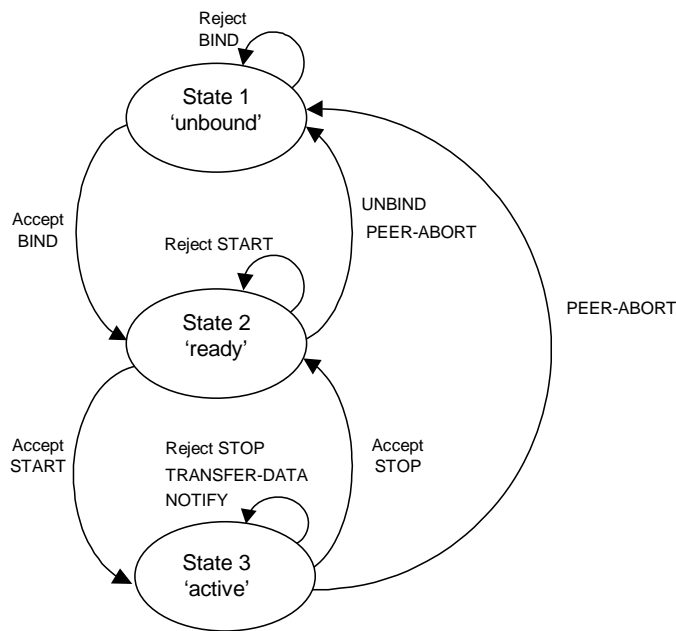 Reject
BIND
State 1
‘unbound’
Accept
BIND
UNBIND
PEER-ABORT
Reject START
PEER-ABORT
State 2
‘ready’
Accept
START
Reject STOP
TRANSFER-DATA
NOTIFY
Accept
STOP
State 3
‘active’